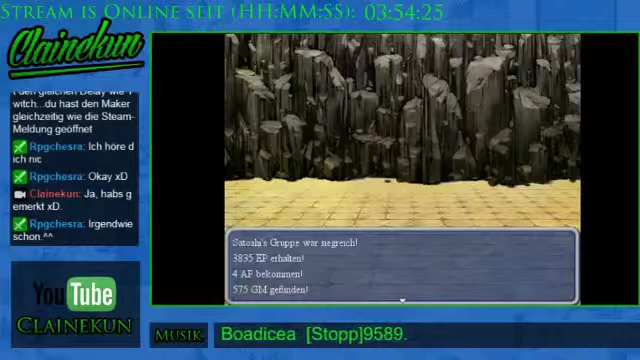 Stream is Online seit (HH:MM:SS): 03:54:25
Clainekun
t den gleichen Delay wie T
witch...du hast den Maker
gleichzeitig wie die Steam-
Meldung geöffnet
Rpgchesra: Ich höre d
ich nic
Rpgchesra: Okay xD
Clainekun: Ja, habs g
emerkt xD.
Rpgchesra: Irgendwie
schon.^^
Satoshi's Gruppe war siegreich!
3835 EP erhalten!
4 AP bekommen!
575 GM gefunden!
YouTube
Clainekun
Musik
Boadicea [Stopp]9589.